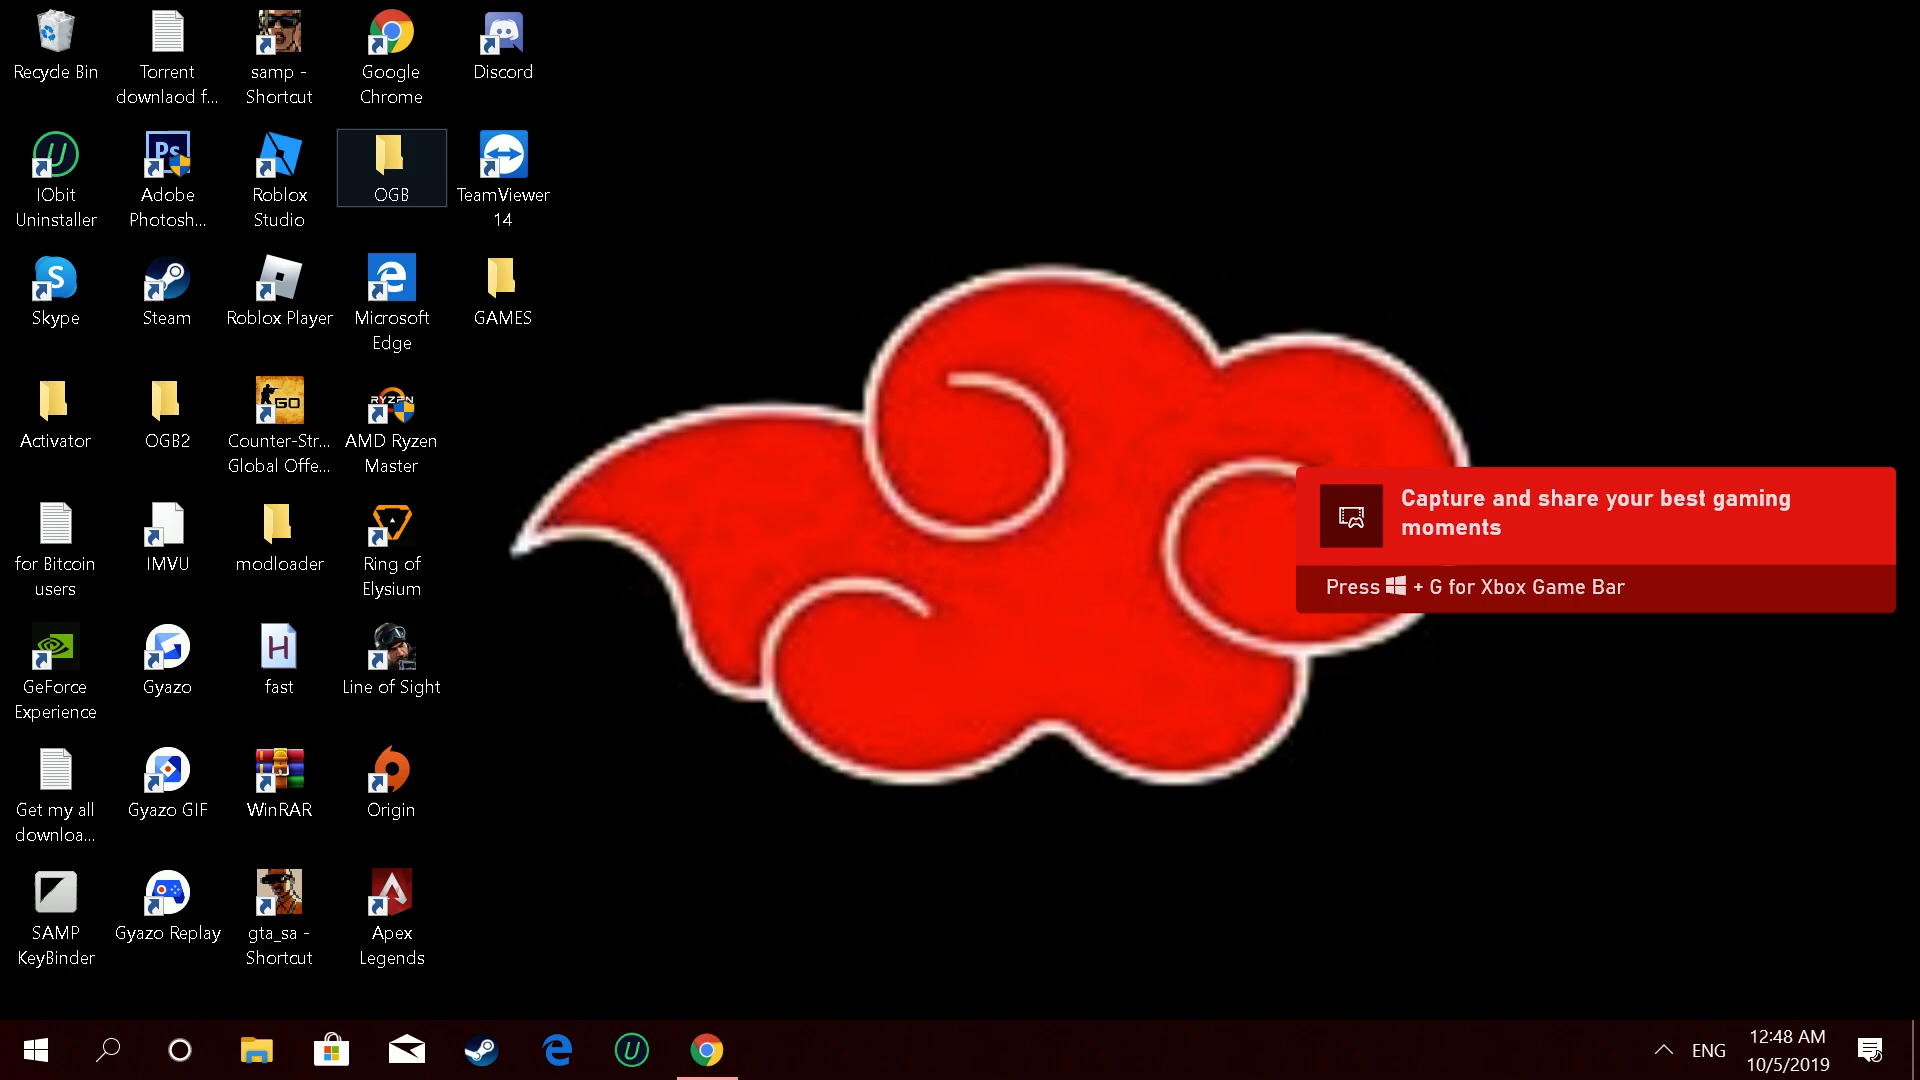 Recycle Bin
Torrent
downlaod f...
samp -
Shortcut
Google
Chrome
Discord
IObit
Uninstaller
Ps
Adobe
Photosh...
Roblox
Studio
OGB
TeamViewer
14
S
Skype
Steam
Roblox Player
Microsoft
Edge
GAMES
Activator
OGB2
GO
Counter-Str...
Global Offe...
RYZEN
AMD Ryzen
Master
for Bitcoin
users
IMVU
modloader
Ring of
Elysium
GeForce
Experience
Gyazo
H
fast
Line of Sight
Get my all
downloa...
Gyazo GIF
WinRAR
Origin
SAMP
KeyBinder
Gyazo Replay
gta_sa -
Shortcut
Apex
Legends
Capture and share your best gaming
moments
Press + G for Xbox Game Bar
ENG
12:48 AM
10/5/2019